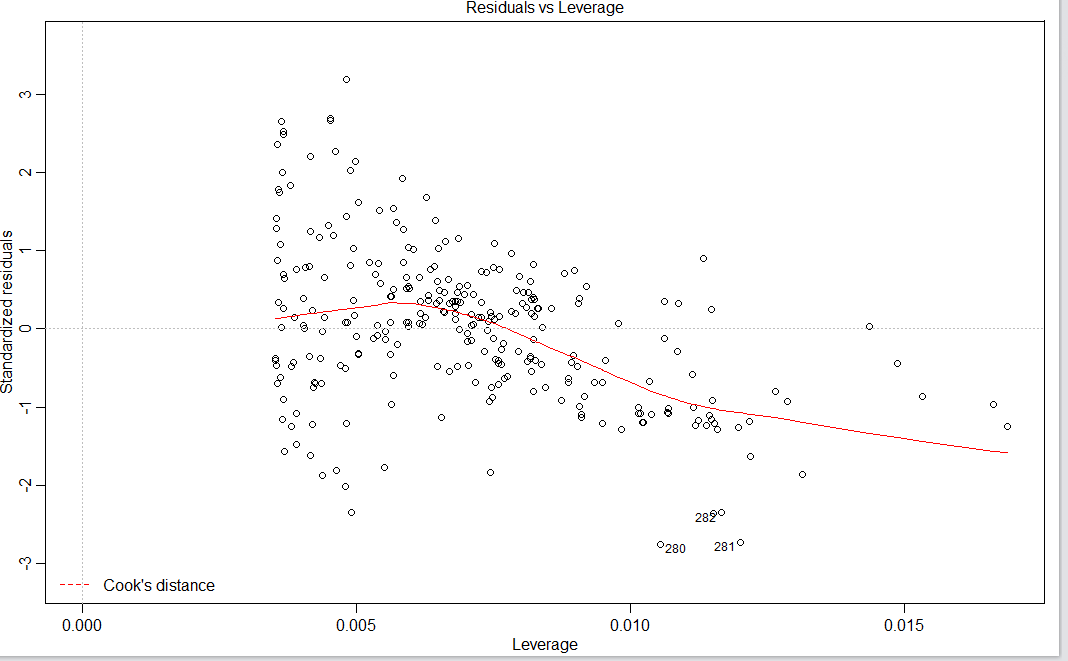 Residuals vs Leverage
Standardized residuals
3
2
1
0
-1
-2
-3
282
280
281
Cook's distance
0.000 0.005 0.010 0.015
Leverage